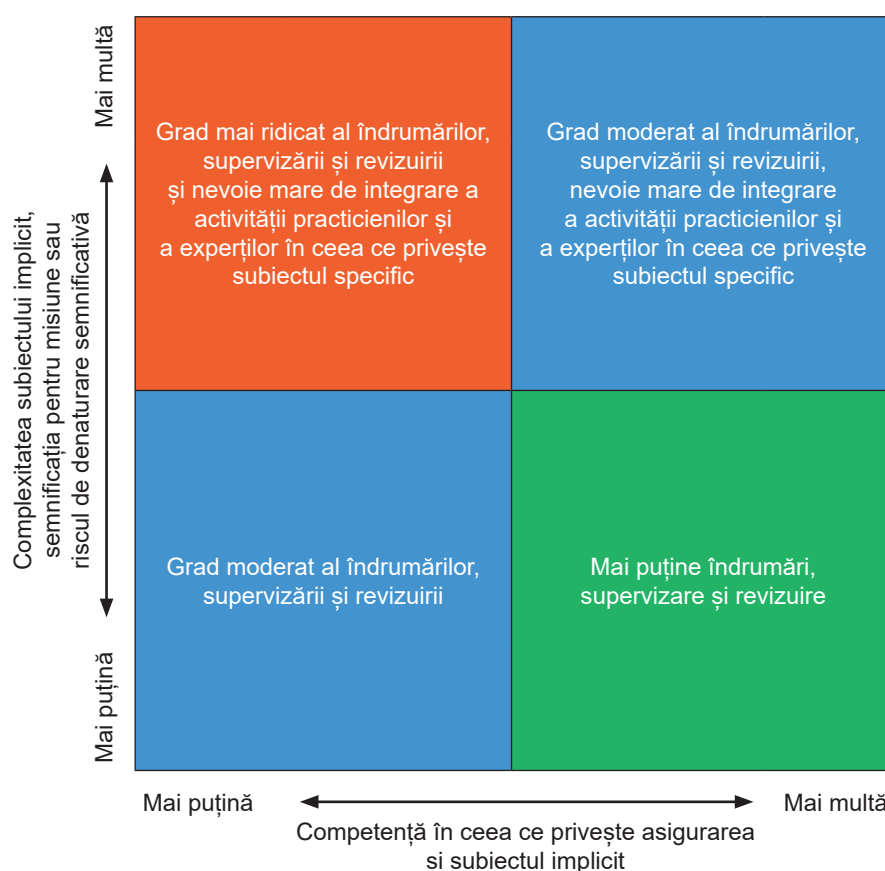 Mai multă
Complexitatea subiectului implicit,
semnificația pentru misiune sau
riscul de denaturare semnificativă
Mai puțină
Grad mai ridicat al îndrumărilor,
supervizării și revizuirii
și nevoie mare de integrare a
activității practicienilor și
a experților în ceea ce privește
subiectul specific
Grad moderat al îndrumărilor,
supervizării și revizuirii,
nevoie mare de integrare
a activității practicienilor și
a experților în ceea ce privește
subiectul specific
Grad moderat al îndrumărilor,
supervizării și revizuirii
Mai puține îndrumări,
supervizare și revizuire
Mai puțină
Mai multă
Competență în ceea ce privește asigurarea
și subiectul implicit